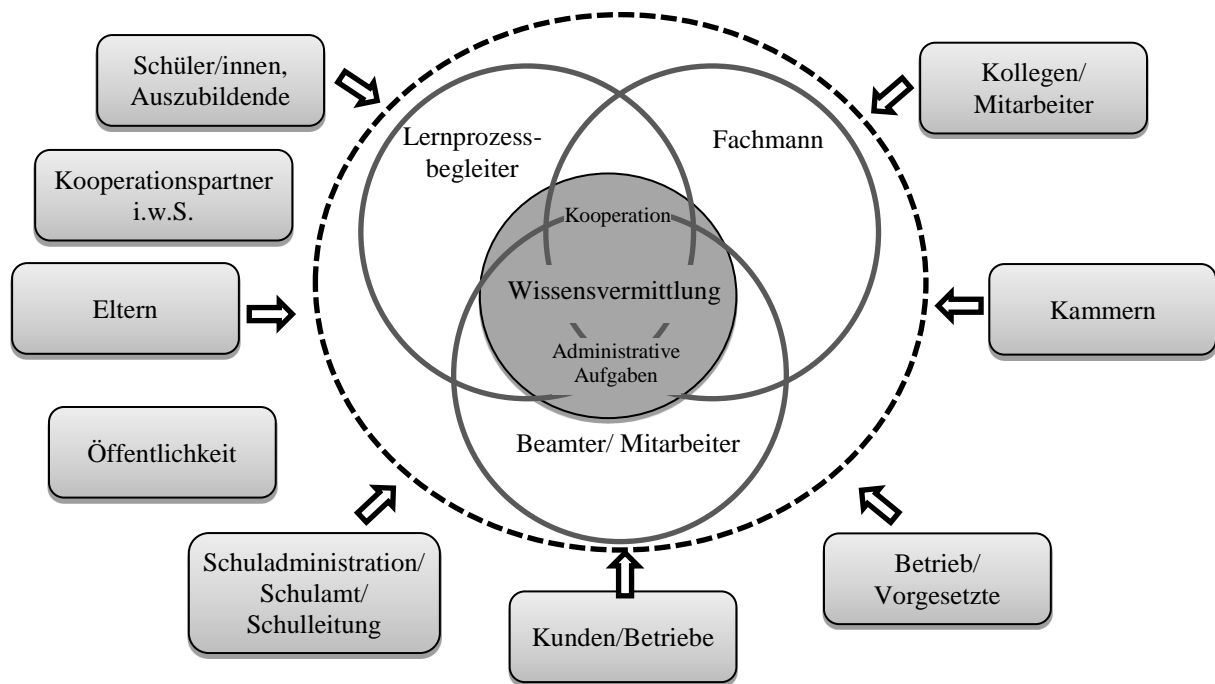 Schüler/innen,
Auszubildende
Kollegen/
Mitarbeiter
Lernprozess-
begleiter
Fachmann
Kooperationspartner
i.w.S.
Kooperation
Eltern
Wissensvermittlung
Kammern
Administrative
Aufgaben
Öffentlichkeit
Beamter/ Mitarbeiter
Schuladministration/
Schulamt/
Schulleitung
Betrieb/
Vorgesetzte
Kunden/Betriebe